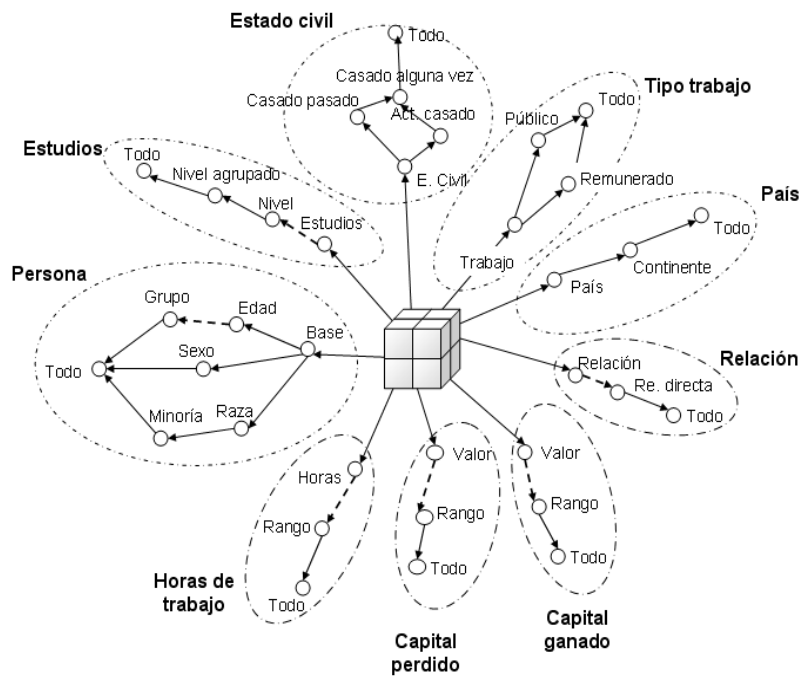 Estado civil
Todo
Casado alguna vez
Casado pasado
Act. casado
E. Civil
Tipo trabajo
Todo
Público
Remunerado
Trabajo
Estudios
Todo
Nivel agrupado
Nivel
Estudios
País
Todo
Continente
País
Persona
Grupo
Edad
Base
Sexo
Todo
Minoría
Raza
Relación
Relación
Re. directa
Todo
Horas
Rango
Todo
Horas de
trabajo
Valor
Rango
Todo
Capital
perdido
Valor
Rango
Todo
Capital
ganado